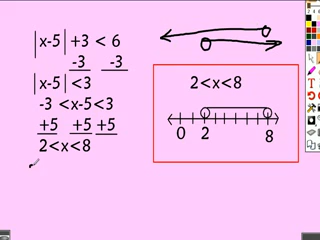 |x-5| +3 < 6
-3 -3
|x-5| <3
-3 <x-5<3
+5 +5 +5
2<x<8
2<x<8
0 2 8